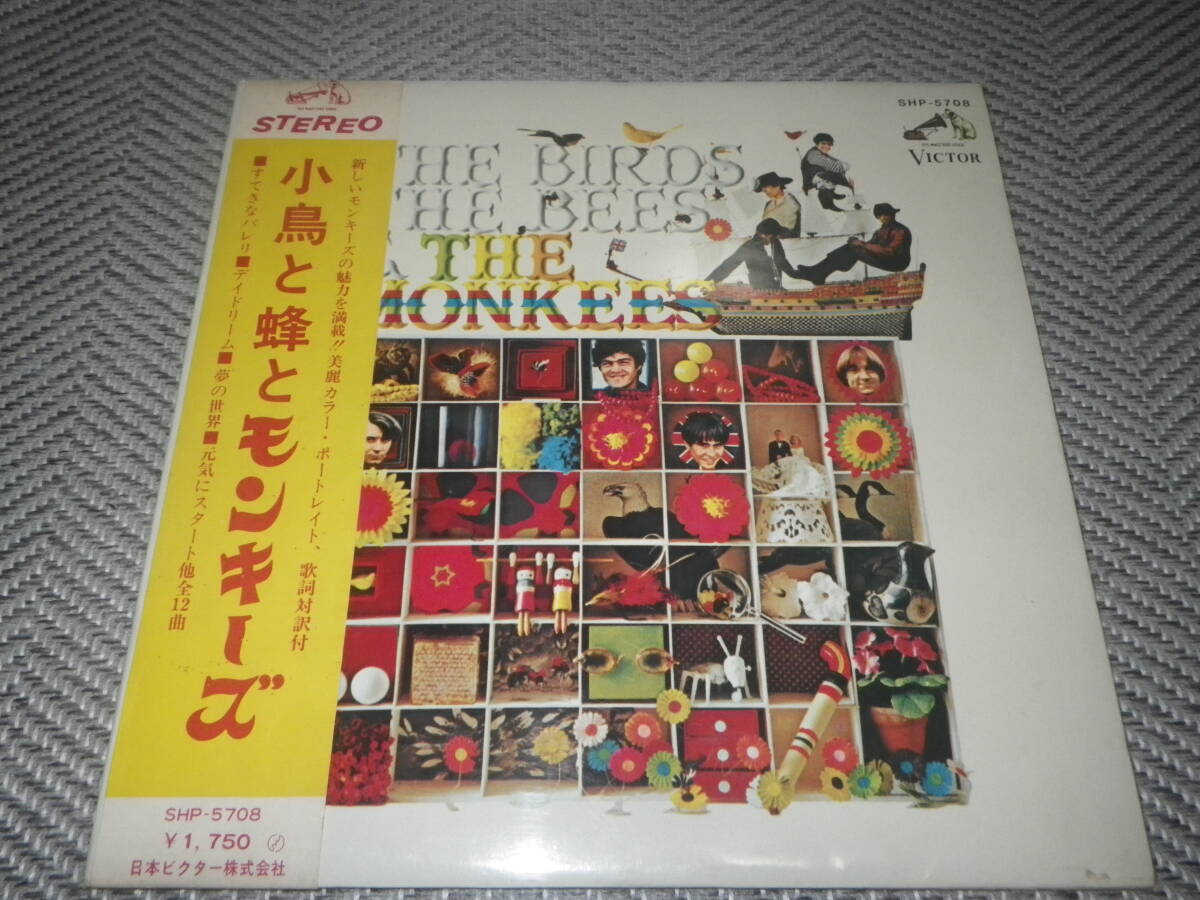 STEREO
小鳥と蜂とモンキーズ
新しいモンキーズの魅力を満載!!美麗カラー・ポートレイト、歌詞対訳付
■すてきなバレリ■デイドリーム■夢の世界■元気にスタート他全12曲
SHP-5708
¥1,750
日本ビクター株式会社
SHP-5708
VICTOR
THE BIRDS
THE BEES
& THE
MONKEES